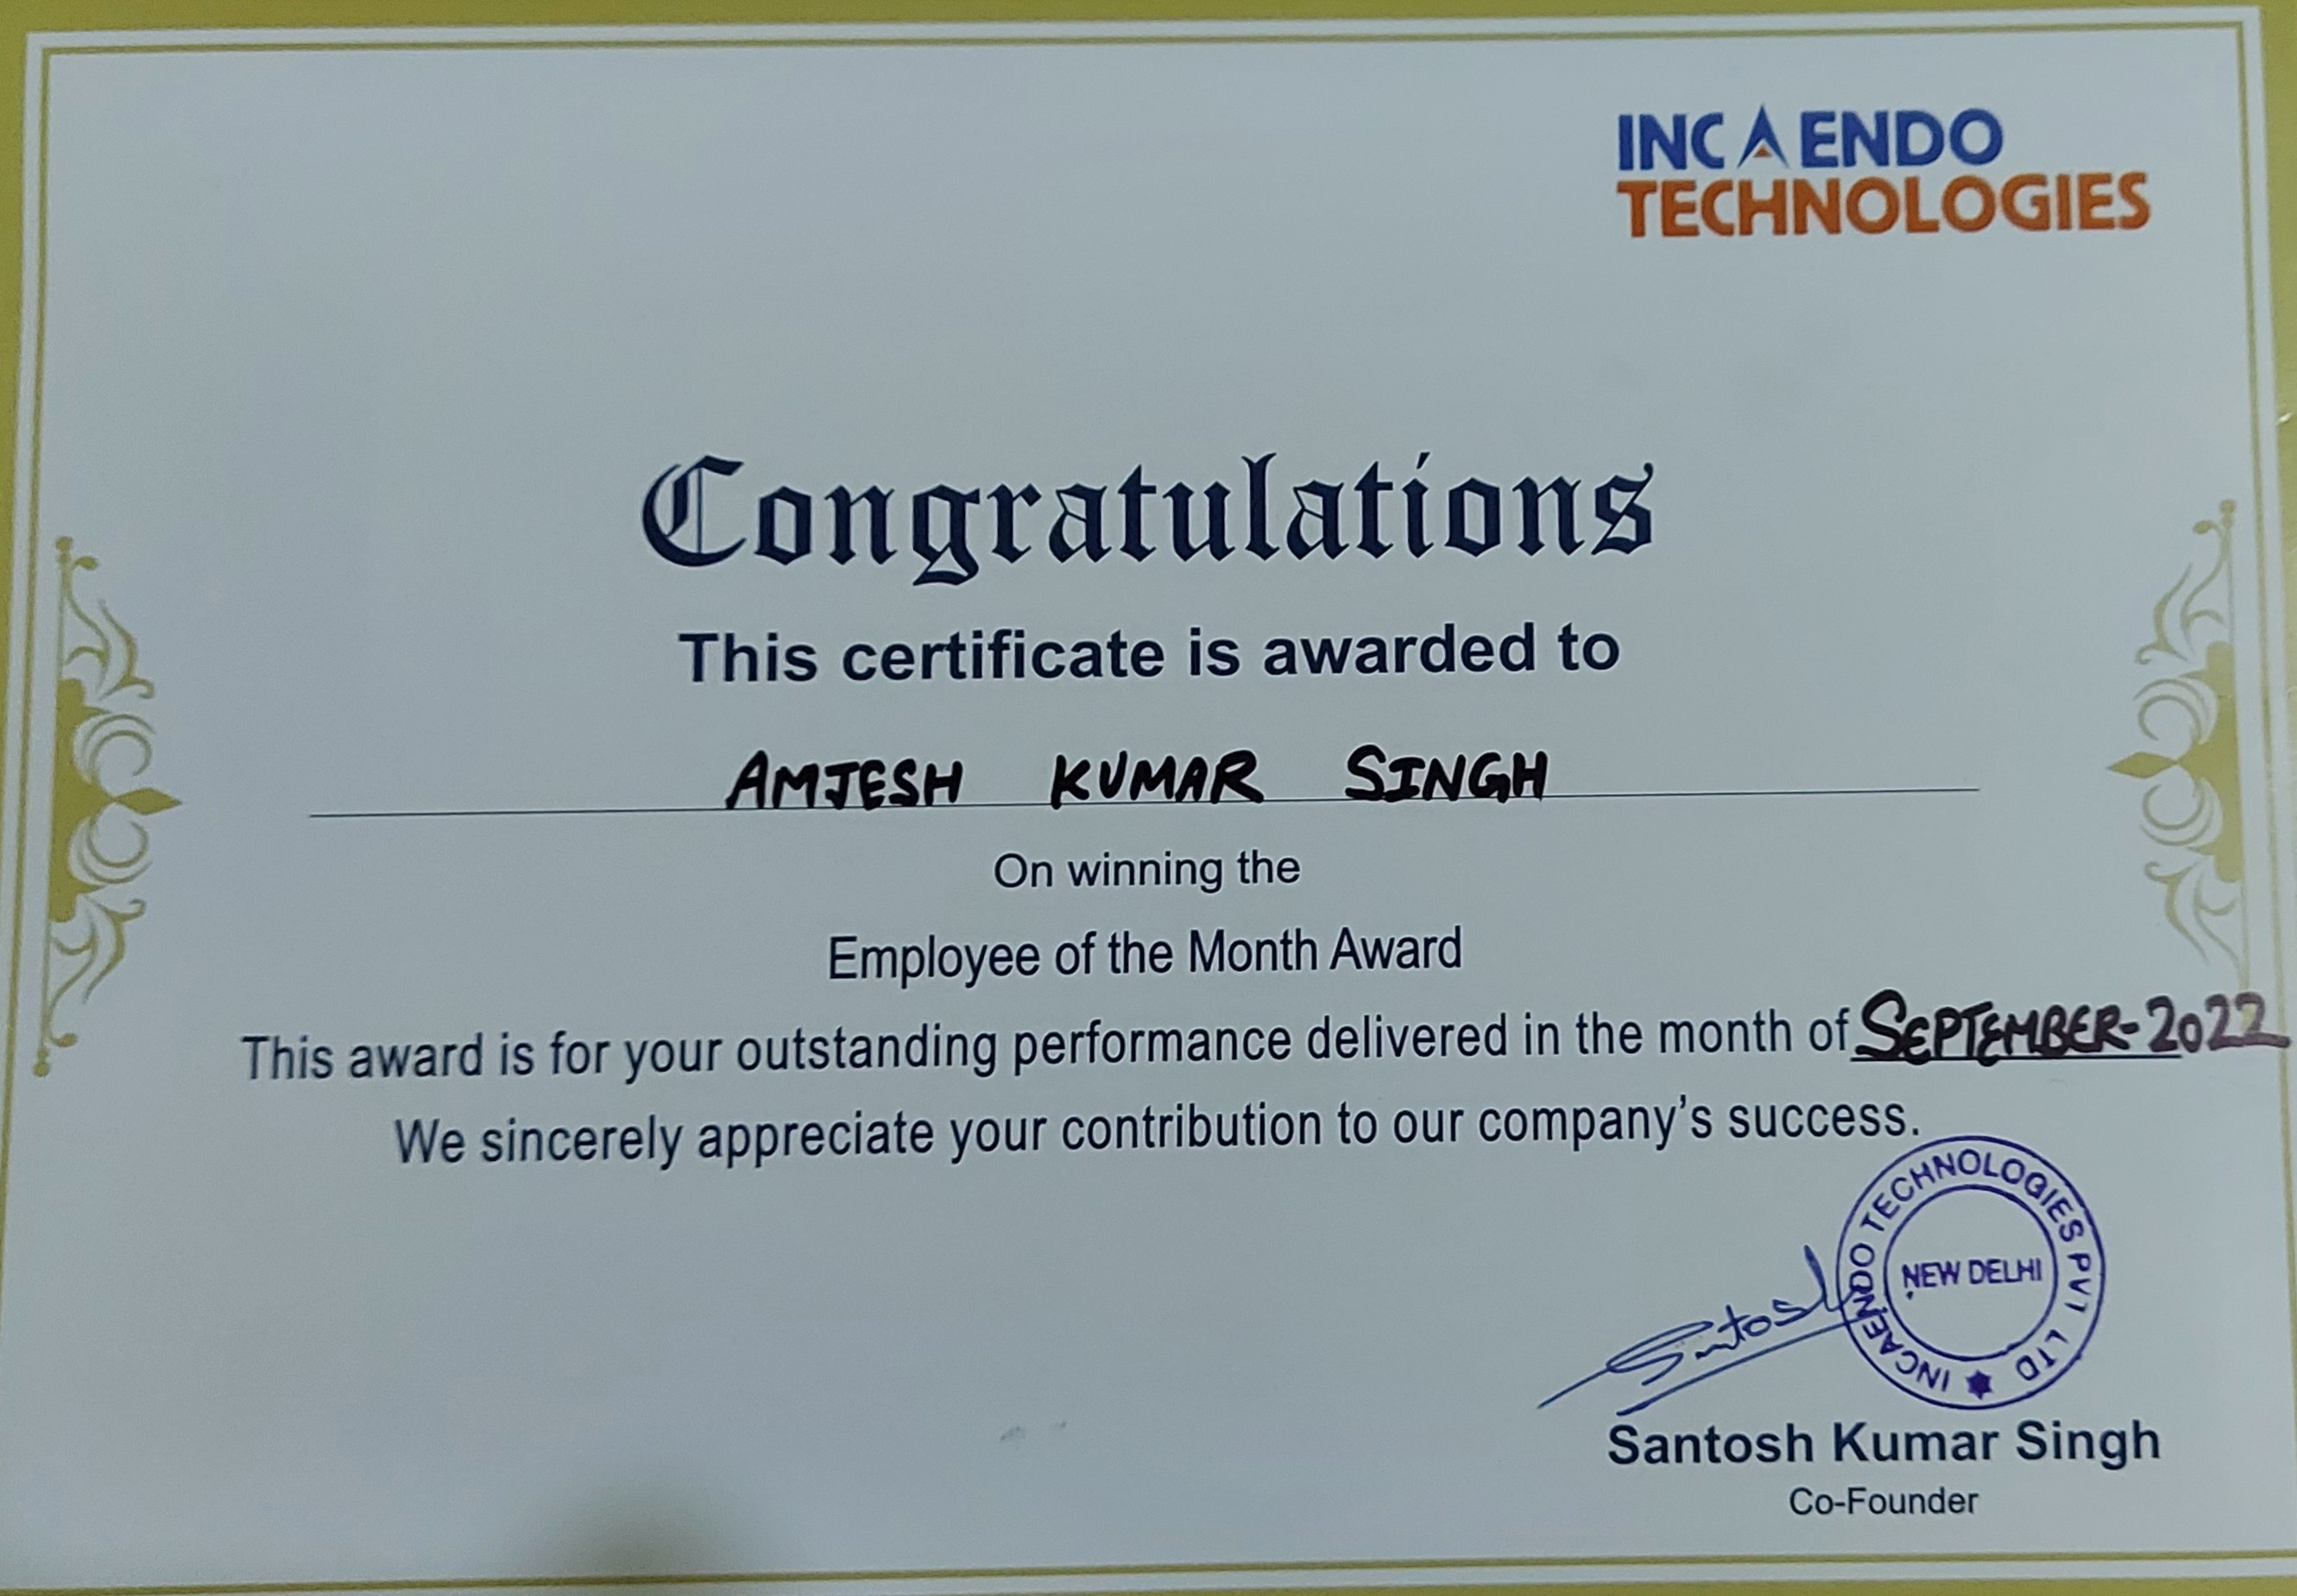 INCAENDO
TECHNOLOGIES
Congratulations
This certificate is awarded to
AMJESH KUMAR SINGH
On winning the
Employee of the Month Award
This award is for your outstanding performance delivered in the month of SEPTEMBER-2022
We sincerely appreciate your contribution to our company's success.
INCAENDO TECHNOLOGIES PVT LTD
NEW DELHI
Santosh
Santosh Kumar Singh
Co-Founder